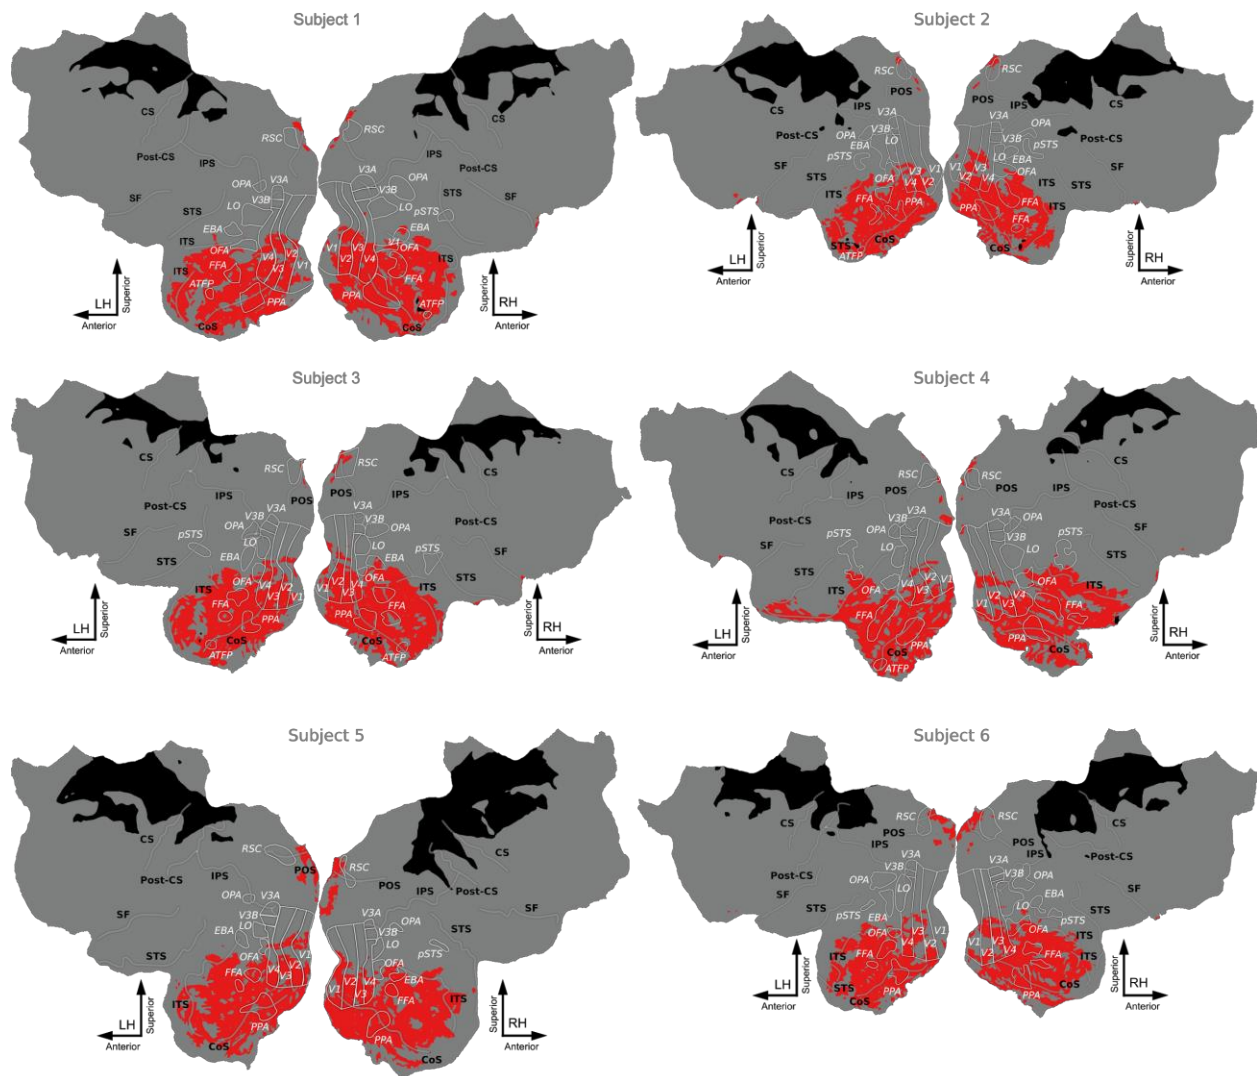 Subject 1
CS
CS
RSC
RSC
Post-CS
IPS
IPS
Post-CS
OPA
V3A
V3A
OPA
SF
V3B
V3B
SF
STS
LO
LO
pSTS
STS
EBA
EBA
ITS
OFA
V4
V3
V2
V1
V1
V2
V3
V4
V1
OFA
ITS
ITS
FFA
FFA
ATFP
PPA
PPA
ATFP
CoS
CoS
LH
Superior
Anterior
RH
Superior
Anterior
Subject 2
RSC
RSC
POS
POS
IPS
IPS
CS
CS
V3A
V3A
Post-CS
OPA
V3B
V3B
OPA
Post-CS
EBA
LO
LO
EBA
SF
pSTS
SF
STS
OFA
V3
V1
V4
V2
V1
V3
V2
V4
OFA
ITS
STS
ITS
ITS
FFA
PPA
PPA
FFA
FFA
STS
CoS
CoS
ATFP
LH
Superior
Anterior
RH
Superior
Anterior
Subject 3
CS
RSC
RSC
CS
Post-CS
IPS
POS
POS
IPS
Post-CS
V3A
V3A
SF
OPA
V3B
V3B
OPA
SF
pSTS
LO
LO
pSTS
STS
EBA
EBA
STS
ITS
OFA
V4
V2
V3
V1
V1
V2
V4
V3
OFA
ITS
FFA
FFA
PPA
PPA
CoS
CoS
ATFP
ATFP
LH
Superior
Anterior
RH
Superior
Anterior
Subject 4
CS
CS
RSC
RSC
IPS
POS
POS
IPS
Post-CS
Post-CS
V3A
V3A
OPA
V3B
OPA
V3B
SF
pSTS
LO
LO
pSTS
SF
STS
STS
ITS
OFA
V4
V2
V3
V1
V1
V2
V3
OFA
ITS
FFA
FFA
PPA
PPA
CoS
CoS
ATFP
LH
Superior
Anterior
RH
Superior
Anterior
Subject 5
CS
CS
RSC
RSC
POS
POS
Post-CS
IPS
IPS
Post-CS
OPA
V3A
V3A
OPA
SF
V3B
V3B
SF
EBA
LO
LO
pSTS
STS
STS
OFA
V1
V4
V2
V3
V1
V2
V3
V4
OFA
EBA
FFA
FFA
ITS
ITS
PPA
PPA
CoS
CoS
LH
Superior
Anterior
RH
Superior
Anterior
Subject 6
CS
RSC
RSC
CS
POS
IPS
POS
IPS
Post-CS
V3A
V3A
Post-CS
OPA
V3B
V3B
SF
LO
LO
EBA
SF
pSTS
pSTS
STS
EBA
STS
OFA
V3
V4
V1
V2
V1
V3
V2
V4
OFA
ITS
ITS
FFA
FFA
STS
PPA
PPA
CoS
CoS
LH
Superior
Anterior
RH
Superior
Anterior